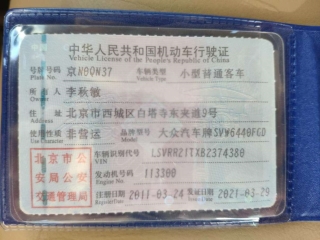 中华人民共和国机动车行驶证
Vehicle License of the People's Republic of China
号牌号码 京N9QN37 车辆类型 小型普通客车
Plate No. Vehicle Type
所有人 李秋敏
Owner
住址 北京市西城区白塔寺东夹道9号
Address
使用性质 非营运 品牌型号 大众汽车牌SVW6440FGD
Use Character Model
北京市公安局公安交通管理局
车辆识别代号 LSVRR21TXB2374380
VIN
发动机号码 113300
Engine No.
注册日期 2011-03-24 发证日期 2021-03-29
Register Date Issue Date